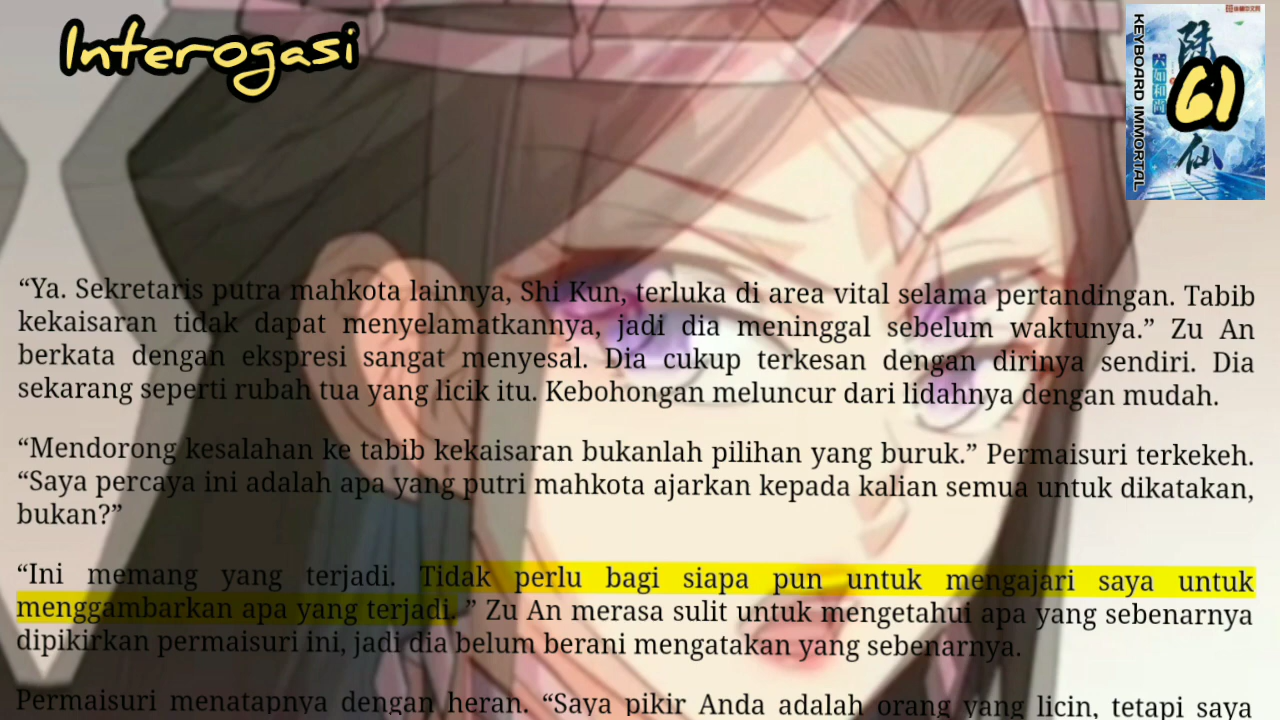 Interogasi
KEYBOARD IMMORTAL
陸
61
六如和尚
仙
“Ya. Sekretaris putra mahkota lainnya, Shi Kun, terluka di area vital selama pertandingan. Tabib
kekaisaran tidak dapat menyelamatkannya, jadi dia meninggal sebelum waktunya.” Zu An
berkata dengan ekspresi sangat menyesal. Dia cukup terkesan dengan dirinya sendiri. Dia
sekarang seperti rubah tua yang licik itu. Kebohongan meluncur dari lidahnya dengan mudah.
“Mendorong kesalahan ke tabib kekaisaran bukanlah pilihan yang buruk.” Permaisuri terkekeh.
“Saya percaya ini adalah apa yang putri mahkota ajarkan kepada kalian semua untuk dikatakan,
bukan?”
“Ini memang yang terjadi. Tidak perlu bagi siapa pun untuk mengajari saya untuk
menggambarkan apa yang terjadi. ” Zu An merasa sulit untuk mengetahui apa yang sebenarnya
dipikirkan permaisuri ini, jadi dia belum berani mengatakan yang sebenarnya.
Permaisuri menatapnya dengan heran. “Saya pikir Anda adalah orang yang licin, tetapi saya